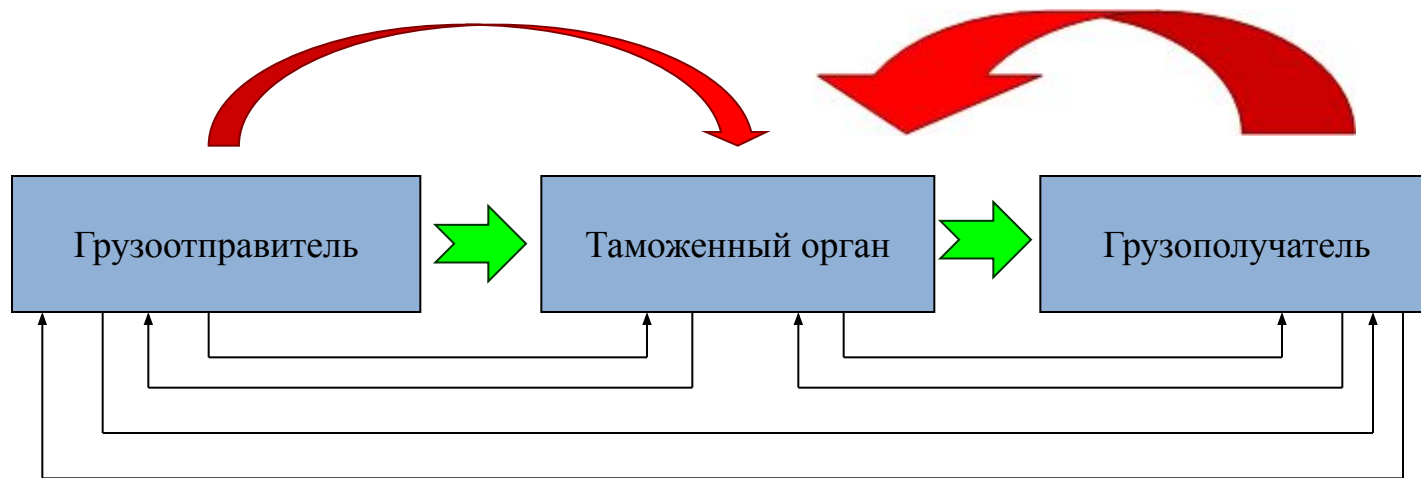 Грузоотправитель
Таможенный орган
Грузополучатель